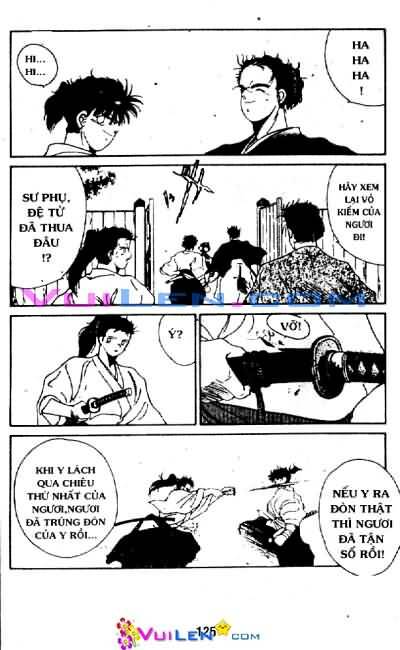 HI...
HI...
HA
HA
HA
!
SƯ PHỤ,
ĐỆ TỬ
ĐÃ THUA
ĐÂU
!?
HÃY XEM
LẠI VỎ
KIẾM CỦA
NGƯƠI
ĐI!
VUILEN.COM
Ý?
VỠ!
KHI Y LÁCH
QUA CHIÊU
THỨ NHẤT CỦA
NGƯƠI,NGƯƠI
ĐÃ TRÚNG ĐÒN
CỦA Y RỒI...
NẾU Y RA
ĐÒN THẬT
THÌ NGƯƠI
ĐÃ TẬN
SỐ RỒI!
125
VUILEN